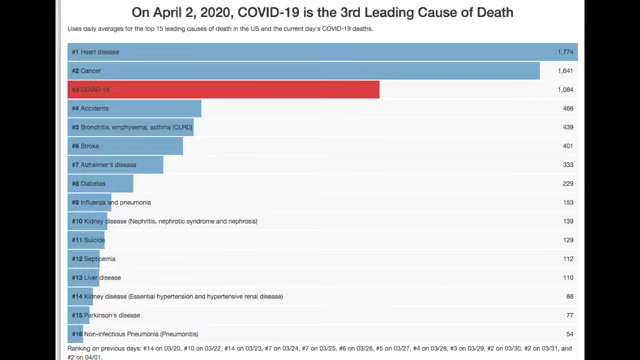 On April 2, 2020, COVID-19 is the 3rd Leading Cause of Death
Uses daily averages for the top 15 leading causes of death in the US and the current day's COVID-19 deaths.
#1 Heart disease 1,774
#2 Cancer 1,641
#3 COVID-19 1,084
#4 Accidents 466
#5 Bronchitis, emphysema, asthma (CLRD) 439
#6 Stroke 401
#7 Alzheimer's disease 333
#8 Diabetes 229
#9 Influenza and pneumonia 153
#10 Kidney disease (Nephritis, nephrotic syndrome and nephrosis) 139
#11 Suicide 129
#12 Septicemia 112
#13 Liver disease 110
#14 Kidney disease (Essential hypertension and hypertensive renal disease) 88
#15 Parkinson's disease 77
#16 Non-infectious Pneumonia (Pneumonitis) 54
Ranking on previous days: #14 on 03/20, #10 on 03/22, #14 on 03/23, #7 on 03/24, #7 on 03/25, #6 on 03/26, #5 on 03/27, #4 on 03/28, #3 on 03/29, #2 on 03/30, #2 on 03/31, and
#2 on 04/01.